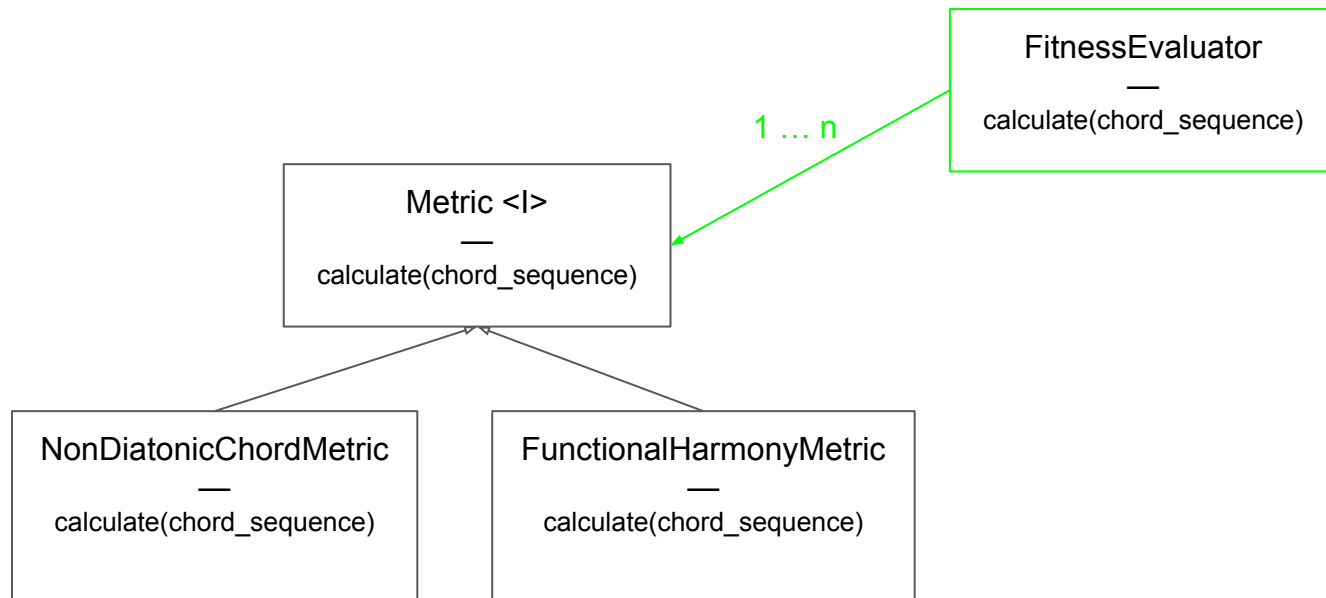 FitnessEvaluator
—
calculate(chord_sequence)
1 … n
Metric <I>
—
calculate(chord_sequence)
NonDiatonicChordMetric
—
calculate(chord_sequence)
FunctionalHarmonyMetric
—
calculate(chord_sequence)